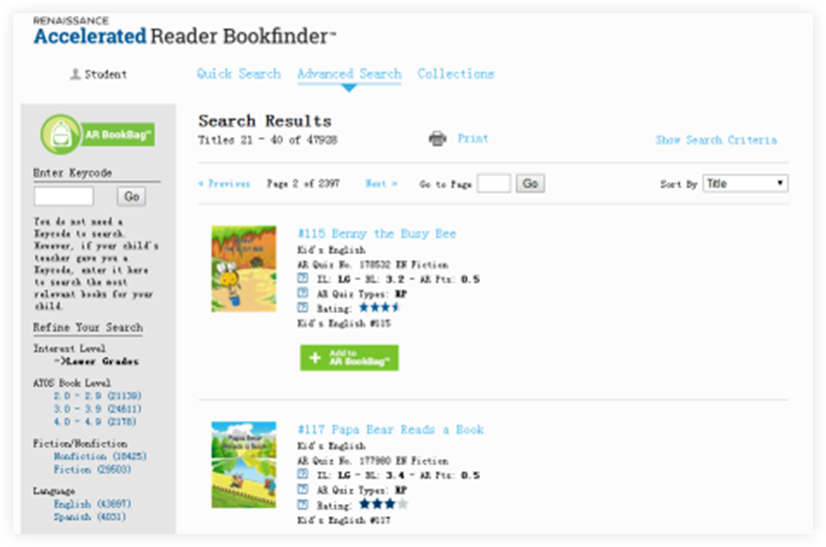 RENAISSANCE
Accelerated Reader Bookfinder™
Student
Quick Search Advanced Search Collections
AR BookBag™
Enter Keycode
Go
You do not need a
Keycode to search.
However, if your child's
teacher gave you a
Keycode, enter it here
to search the most
relevant books for your
child.
Refine Your Search
Interest Level
->Lower Grades
ATOS Book Level
2.0 - 2.9 (21139)
3.0 - 3.9 (24611)
4.0 - 4.9 (2178)
Fiction/Nonfiction
Nonfiction (18425)
Fiction (29503)
Language
English (43897)
Spanish (4031)
Search Results
Titles 21 - 40 of 47928
Print
Show Search Criteria
« Previous Page 2 of 2397 Next » Go to Page Go
Sort By Title
#115 Benny the Busy Bee
Kid's English
AR Quiz No. 178532 EN Fiction
IL: LG - BL: 3.2 - AR Pts: 0.5
AR Quiz Types: RP
Rating:
Kid's English #115
+ Add to
AR BookBag™
Papa Bear
Reads a Book
#117 Papa Bear Reads a Book
Kid's English
AR Quiz No. 177980 EN Fiction
IL: LG - BL: 3.4 - AR Pts: 0.5
AR Quiz Types: RP
Rating:
Kid's English #117